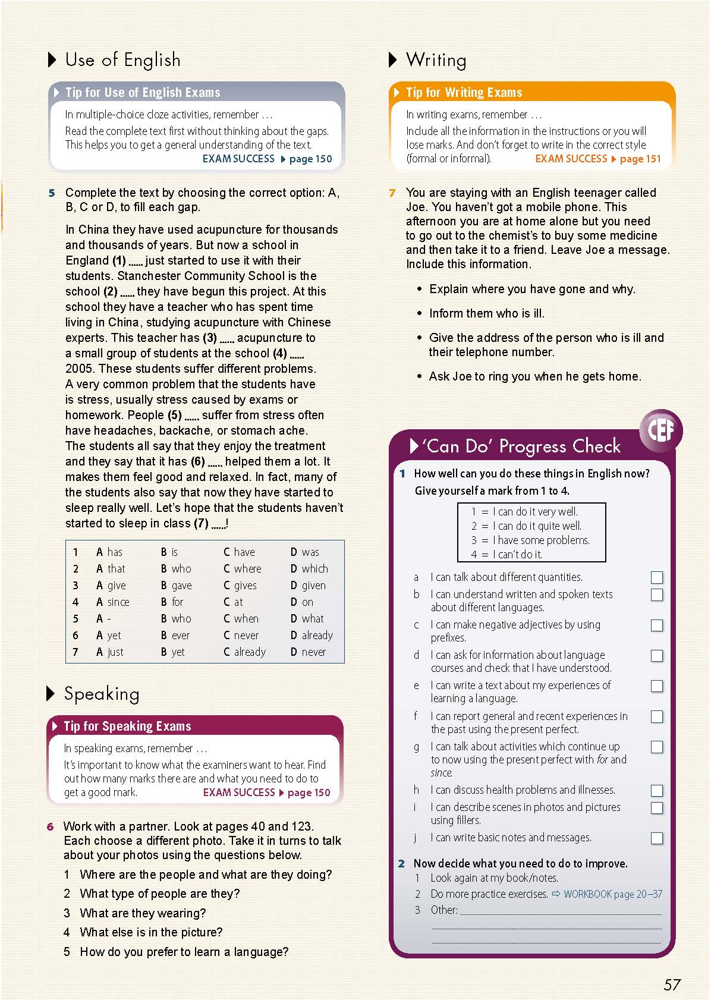 Use of English
Tip for Use of English Exams
In multiple-choice cloze activities, remember …
Read the complete text first without thinking about the gaps.
This helps you to get a general understanding of the text.
EXAM SUCCESS page 150
5 Complete the text by choosing the correct option: A,
B, C or D, to fill each gap.
In China they have used acupuncture for thousands
and thousands of years. But now a school in
England (1) ...... just started to use it with their
students. Stanchester Community School is the
school (2) ...... they have begun this project. At this
school they have a teacher who has spent time
living in China, studying acupuncture with Chinese
experts. This teacher has (3) ...... acupuncture to
a small group of students at the school (4) ......
2005. These students suffer different problems.
A very common problem that the students have
is stress, usually stress caused by exams or
homework. People (5) ...... suffer from stress often
have headaches, backache, or stomach ache.
The students all say that they enjoy the treatment
and they say that it has (6) ...... helped them a lot. It
makes them feel good and relaxed. In fact, many of
the students also say that now they have started to
sleep really well. Let's hope that the students haven't
started to sleep in class (7) ......!
1 A has B is C have D was
2 A that B who C where D which
3 A give B gave C gives D given
4 A since B for C at D on
5 A - B who C when D what
6 A yet B ever C never D already
7 A just B yet C already D never
Speaking
Tip for Speaking Exams
In speaking exams, remember …
It's important to know what the examiners want to hear. Find
out how many marks there are and what you need to do to
get a good mark. EXAM SUCCESS page 150
6 Work with a partner. Look at pages 40 and 123.
Each choose a different photo. Take it in turns to talk
about your photos using the questions below.
1 Where are the people and what are they doing?
2 What type of people are they?
3 What are they wearing?
4 What else is in the picture?
5 How do you prefer to learn a language?
Writing
Tip for Writing Exams
In writing exams, remember …
Include all the information in the instructions or you will
lose marks. And don't forget to write in the correct style
(formal or informal). EXAM SUCCESS page 151
7 You are staying with an English teenager called
Joe. You haven't got a mobile phone. This
afternoon you are at home alone but you need
to go out to the chemist's to buy some medicine
and then take it to a friend. Leave Joe a message.
Include this information.
• Explain where you have gone and why.
• Inform them who is ill.
• Give the address of the person who is ill and
their telephone number.
• Ask Joe to ring you when he gets home.
CEF
'Can Do' Progress Check
1 How well can you do these things in English now?
Give yourself a mark from 1 to 4.
1 = I can do it very well.
2 = I can do it quite well.
3 = I have some problems.
4 = I can't do it.
a I can talk about different quantities.
b I can understand written and spoken texts
about different languages.
c I can make negative adjectives by using
prefixes.
d I can ask for information about language
courses and check that I have understood.
e I can write a text about my experiences of
learning a language.
f I can report general and recent experiences in
the past using the present perfect.
g I can talk about activities which continue up
to now using the present perfect with for and
since.
h I can discuss health problems and illnesses.
i I can describe scenes in photos and pictures
using fillers.
j I can write basic notes and messages.
2 Now decide what you need to do to improve.
1 Look again at my book/notes.
2 Do more practice exercises. ⇨ WORKBOOK page 20–37
3 Other:
57